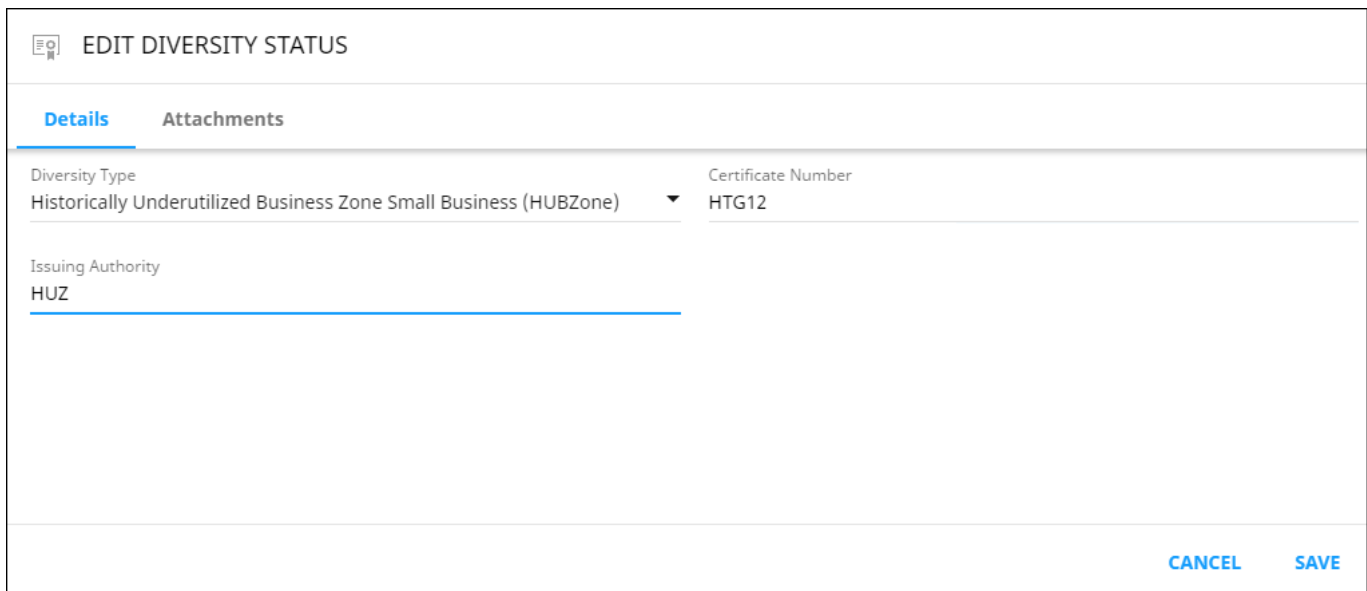 EDIT DIVERSITY STATUS
Details Attachments
Diversity Type
Historically Underutilized Business Zone Small Business (HUBZone)
Certificate Number
HTG12
Issuing Authority
HUZ
CANCEL SAVE